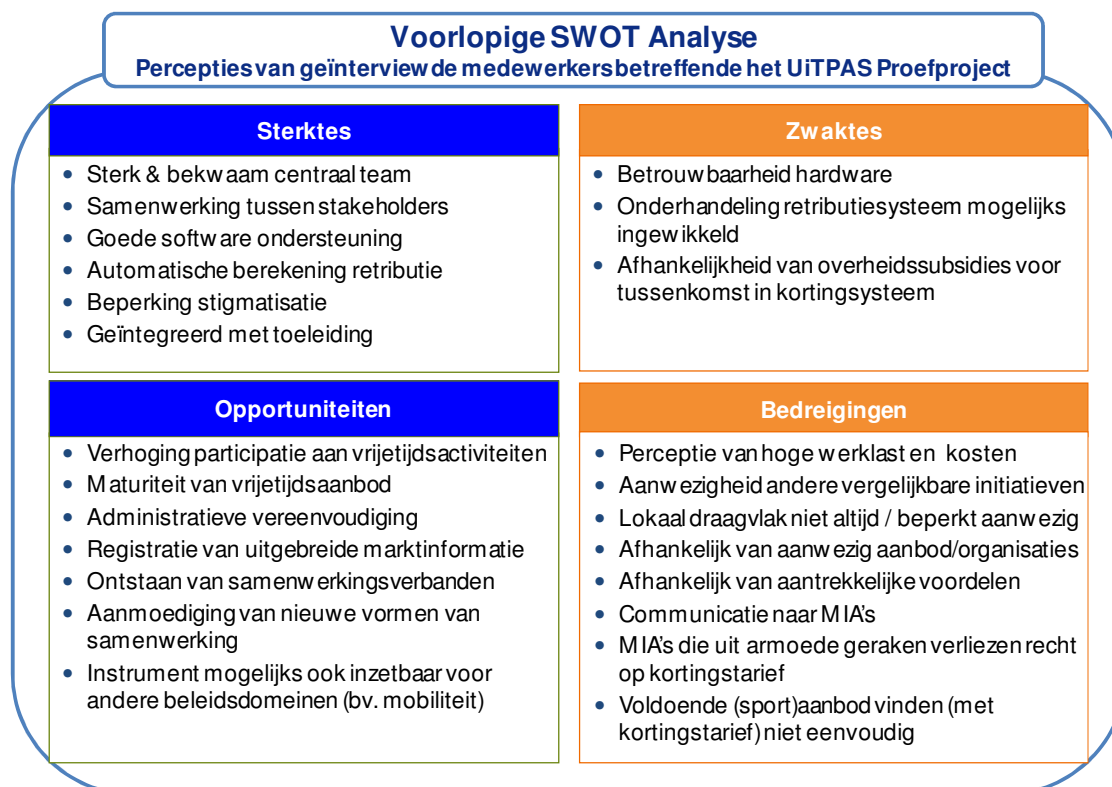 Voorlopige SWOT Analyse
Percepties van geïnterviewde medewerkers betreffende het UiTPAS Proefproject
Sterktes
• Sterk & bekwaam centraal team
• Samenwerking tussen stakeholders
• Goede software ondersteuning
• Automatische berekening retributie
• Beperking stigmatisatie
• Geïntegreerd met toeleiding
Zwaktes
• Betrouwbaarheid hardware
• Onderhandeling retributiesysteem mogelijks
ingewikkeld
• Afhankelijkheid van overheidssubsidies voor
tussenkomst in kortingsysteem
Opportuniteiten
• Verhoging participatie aan vrijetijdsactiviteiten
• Maturiteit van vrijetijdsaanbod
• Administratieve vereenvoudiging
• Registratie van uitgebreide marktinformatie
• Ontstaan van samenwerkingsverbanden
• Aanmoediging van nieuwe vormen van
samenwerking
• Instrument mogelijks ook inzetbaar voor
andere beleidsdomeinen (bv. mobiliteit)
Bedreigingen
• Perceptie van hoge werklast en kosten
• Aanwezigheid andere vergelijkbare initiatieven
• Lokaal draagvlak niet altijd / beperkt aanwezig
• Afhankelijk van aanwezig aanbod/organisaties
• Afhankelijk van aantrekkelijke voordelen
• Communicatie naar MIA's
• MIA's die uit armoede geraken verliezen recht
op kortingstarief
• Voldoende (sport)aanbod vinden (met
kortingstarief) niet eenvoudig